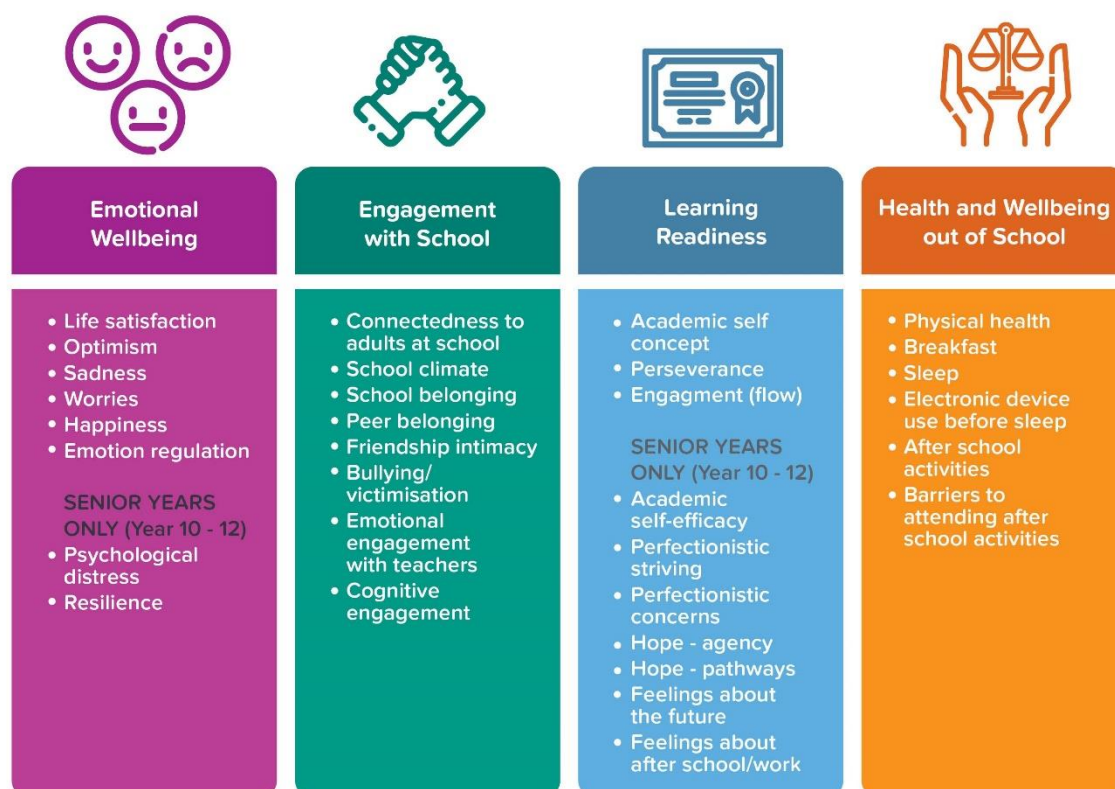 Emotional
Wellbeing
• Life satisfaction
• Optimism
• Sadness
• Worries
• Happiness
• Emotion regulation
SENIOR YEARS
ONLY (Year 10 - 12)
• Psychological
distress
• Resilience
Engagement
with School
• Connectedness to
adults at school
• School climate
• School belonging
• Peer belonging
• Friendship intimacy
• Bullying/
victimisation
• Emotional
engagement
with teachers
• Cognitive
engagement
Learning
Readiness
• Academic self
concept
• Perseverance
• Engagment (flow)
SENIOR YEARS
ONLY (Year 10 - 12)
• Academic
self-efficacy
• Perfectionistic
striving
• Perfectionistic
concerns
• Hope - agency
• Hope - pathways
• Feelings about
the future
• Feelings about
after school/work
Health and Wellbeing
out of School
• Physical health
• Breakfast
• Sleep
• Electronic device
use before sleep
• After school
activities
• Barriers to
attending after
school activities